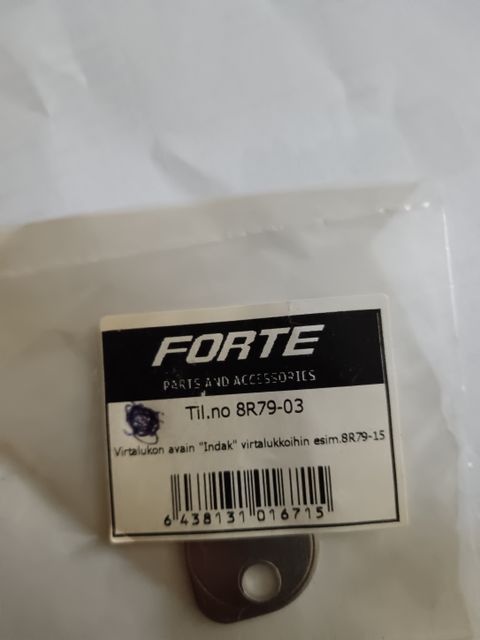 FORTE
PARTS AND ACCESSORIES
Til.no 8R79-03
Virtalukon avain "Indak" virtalukkoihin esim.8R79-15
6 438131 016715